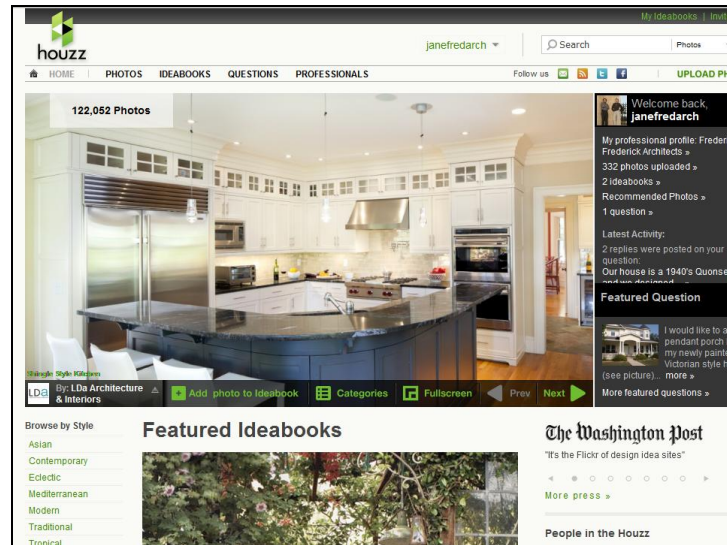 My Ideabooks | Invit
houzz
janefredarch
Search
Photos
HOME
PHOTOS
IDEABOOKS
QUESTIONS
PROFESSIONALS
Follow us
UPLOAD PH
122,052 Photos
Welcome back,
janefredarch
My professional profile: Frederi
Frederick Architects »
332 photos uploaded »
2 ideabooks »
Recommended Photos »
1 question »
Latest Activity:
2 replies were posted on your
question:
Our house is a 1940's Quonse
and we designed
Featured Question
I would like to a
pendant porch
my newly painte
Victorian style h
(see picture)... more »
More featured questions »
Shingle Style Kitchen
LDa
By: LDa Architecture
& Interiors
Add photo to Ideabook
Categories
Fullscreen
Prev
Next
Browse by Style
Asian
Contemporary
Eclectic
Mediterranean
Modern
Traditional
Tropical
Featured Ideabooks
The Washington Post
"It's the Flickr of design idea sites"
More press »
People in the Houzz